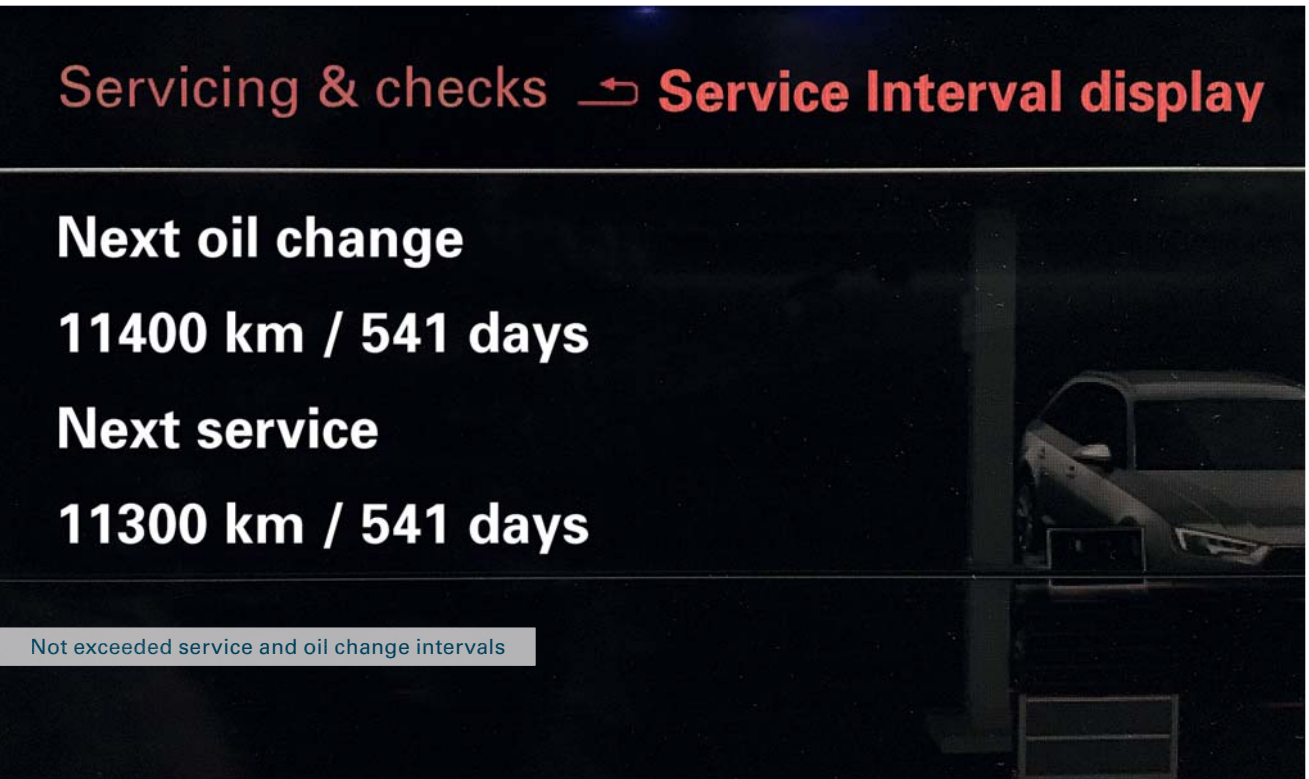 Servicing & checks Service Interval display
Next oil change
11400 km / 541 days
Next service
11300 km / 541 days
Not exceeded service and oil change intervals